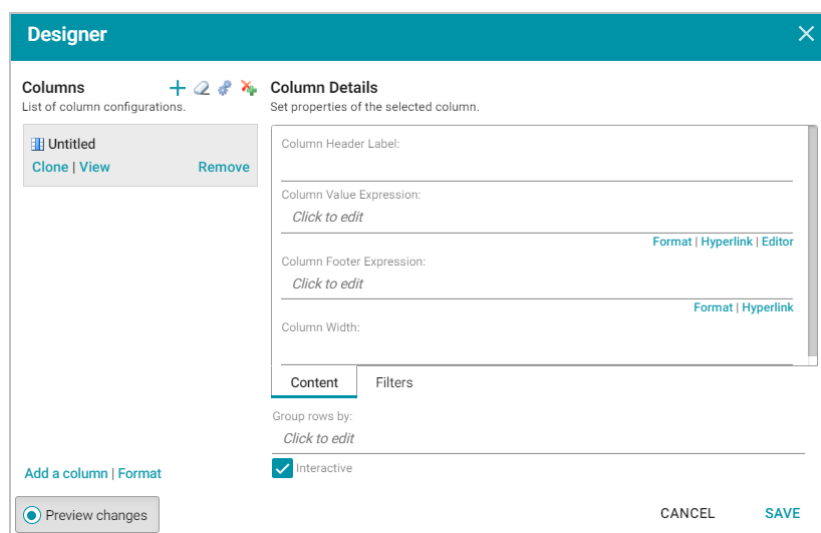 Designer
Columns
List of column configurations.
Untitled
Clone | View
Remove
Add a column | Format
Preview changes
Column Details
Set properties of the selected column.
Column Header Label:
Column Value Expression:
Click to edit
Format | Hyperlink | Editor
Column Footer Expression:
Click to edit
Format | Hyperlink
Column Width:
Content
Filters
Group rows by:
Click to edit
Interactive
CANCEL
SAVE